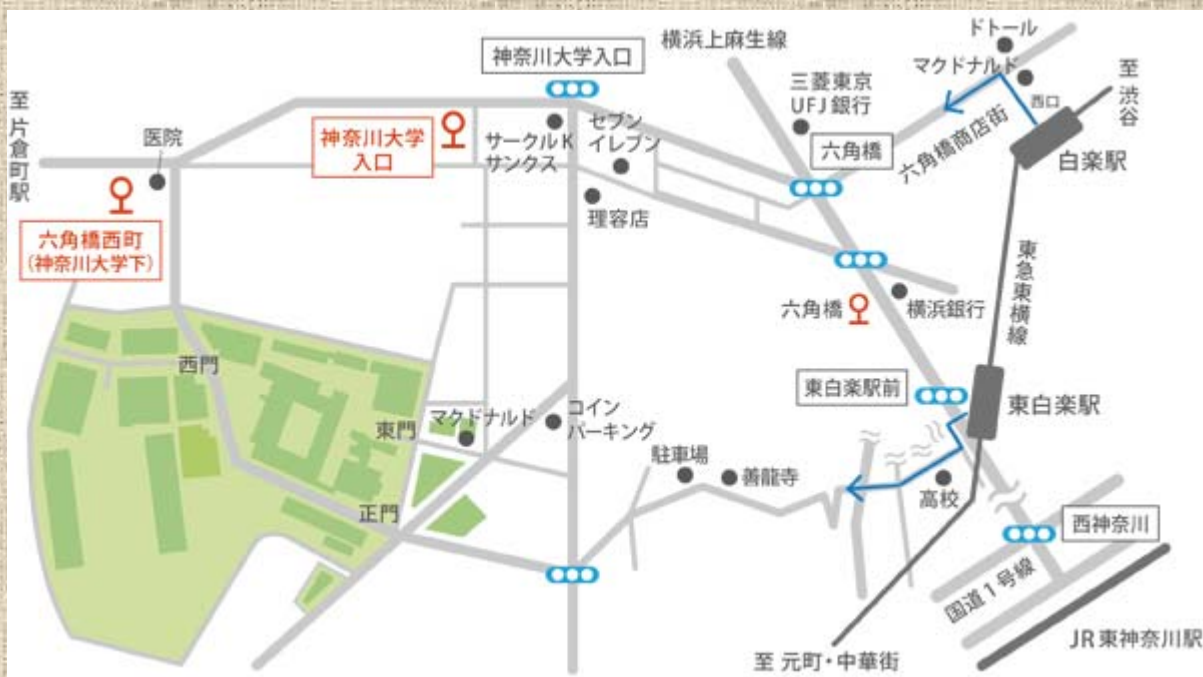 ドトール
横浜上麻生線
神奈川大学入口
マクドナルド
至 渋谷
三菱東京
UFJ銀行
西口
至 片倉町駅
医院
神奈川大学
入口
サークルK
サンクス
セブン
イレブン
六角橋
六角橋商店街
白楽駅
理容店
六角橋西町
(神奈川大学下)
東急東横線
六角橋
横浜銀行
西門
東白楽駅前
東白楽駅
東門
マクドナルド
コイン
パーキング
駐車場
善龍寺
高校
正門
西神奈川
国道1号線
JR東神奈川駅
至 元町・中華街